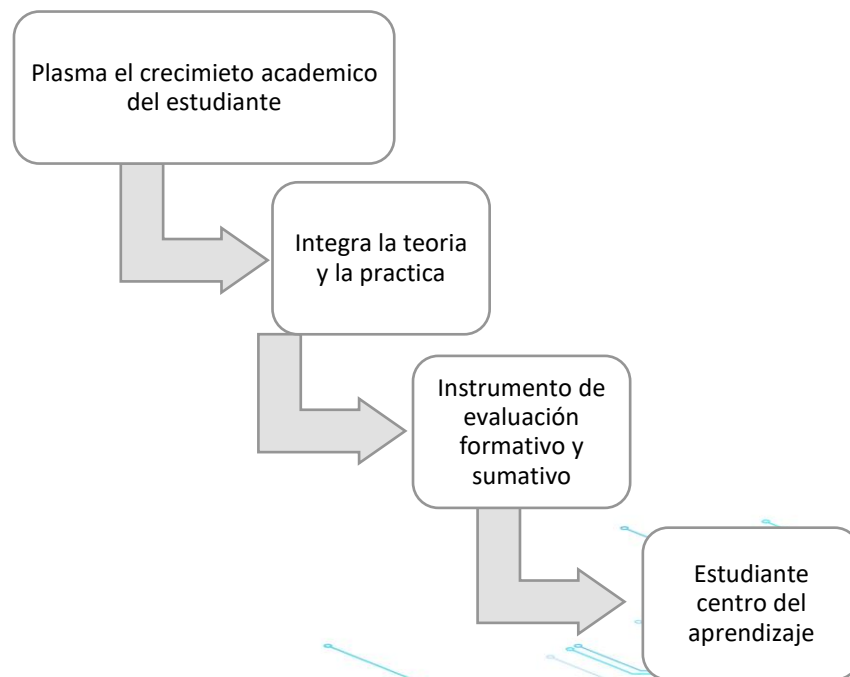 Plasma el crecimieto academico
del estudiante
Integra la teoria
y la practica
Instrumento de
evaluación
formativo y
sumativo
Estudiante
centro del
aprendizaje